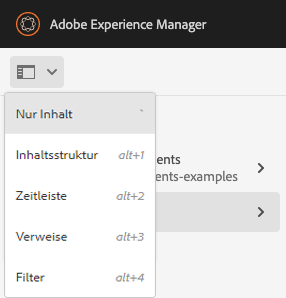 Adobe Experience Manager
Nur Inhalt `
Inhaltsstruktur alt+1
ents
Zeitleiste alt+2
ents-examples
Verweise alt+3
Filter alt+4